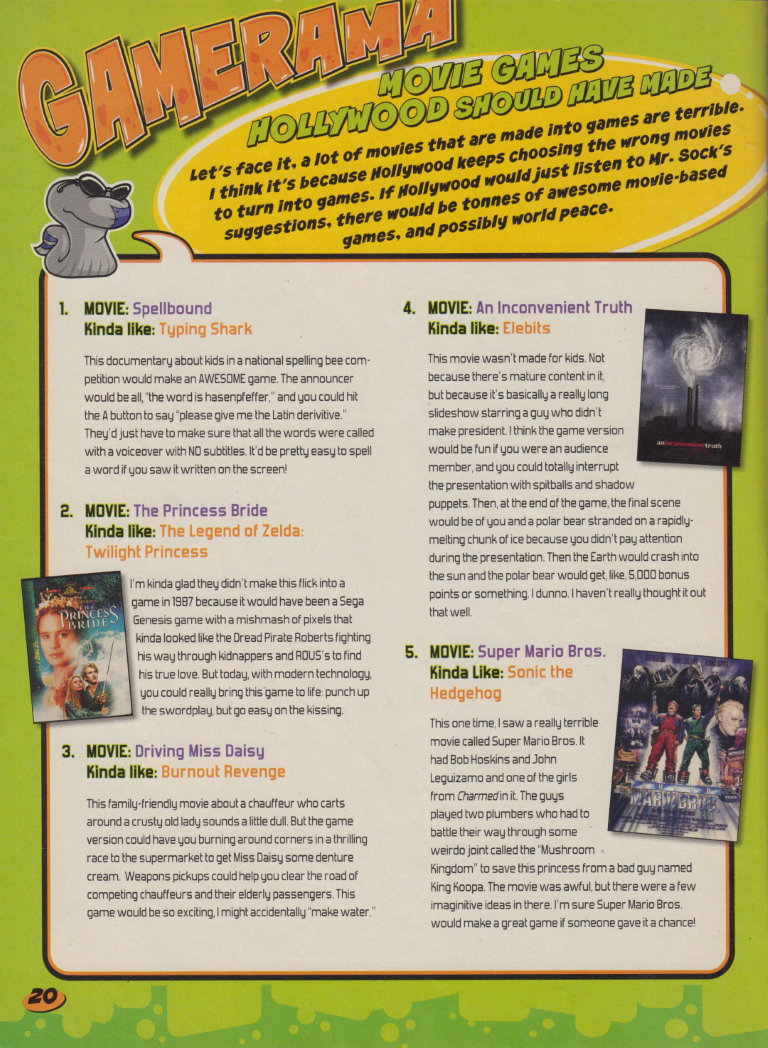 GAMERAMA
MOVIE GAMES
HOLLYWOOD SHOULD HAVE MADE
Let's face it, a lot of movies that are made into games are terrible.
I think it's because Hollywood keeps choosing the wrong movies
to turn into games. If Hollywood would just listen to Mr. Sock's
suggestions, there would be tonnes of awesome movie-based
games, and possibly world peace.
1. MOVIE: Spellbound
Kinda like: Typing Shark
This documentary about kids in a national spelling bee com-
petition would make an AWESOME game. The announcer
would be all, "the word is hasenpfeffer," and you could hit
the A button to say "please give me the Latin derivitive."
They'd just have to make sure that all the words were called
with a voiceover with NO subtitles. It'd be pretty easy to spell
a word if you saw it written on the screen!
2. MOVIE: The Princess Bride
Kinda like: The Legend of Zelda:
Twilight Princess
I'm kinda glad they didn't make this flick into a
game in 1987 because it would have been a Sega
Genesis game with a mishmash of pixels that
kinda looked like the Dread Pirate Roberts fighting
his way through kidnappers and ROUS's to find
his true love. But today, with modern technology,
you could really bring this game to life: punch up
the swordplay, but go easy on the kissing.
THE
PRINCESS
BRIDE
3. MOVIE: Driving Miss Daisy
Kinda like: Burnout Revenge
This family-friendly movie about a chauffeur who carts
around a crusty old lady sounds a little dull. But the game
version could have you burning around corners in a thrilling
race to the supermarket to get Miss Daisy some denture
cream. Weapons pickups could help you clear the road of
competing chauffeurs and their elderly passengers. This
game would be so exciting, I might accidentally "make water."
4. MOVIE: An Inconvenient Truth
Kinda like: Elebits
This movie wasn't made for kids. Not
because there's mature content in it,
but because it's basically a really long
slideshow starring a guy who didn't
make president. I think the game version
would be fun if you were an audience
member, and you could totally interrupt
the presentation with spitballs and shadow
puppets. Then, at the end of the game, the final scene
would be of you and a polar bear stranded on a rapidly-
melting chunk of ice because you didn't pay attention
during the presentation. Then the Earth would crash into
the sun and the polar bear would get, like, 5,000 bonus
points or something. I dunno. I haven't really thought it out
that well.
aninconvenienttruth
5. MOVIE: Super Mario Bros.
Kinda Like: Sonic the
Hedgehog
This one time, I saw a really terrible
movie called Super Mario Bros. It
had Bob Hoskins and John
Leguizamo and one of the girls
from Charmed in it. The guys
played two plumbers who had to
battle their way through some
weirdo joint called the "Mushroom
Kingdom" to save this princess from a bad guy named
King Koopa. The movie was awful, but there were a few
imaginitive ideas in there. I'm sure Super Mario Bros.
would make a great game if someone gave it a chance!
SUPER
MARIO BROS
20